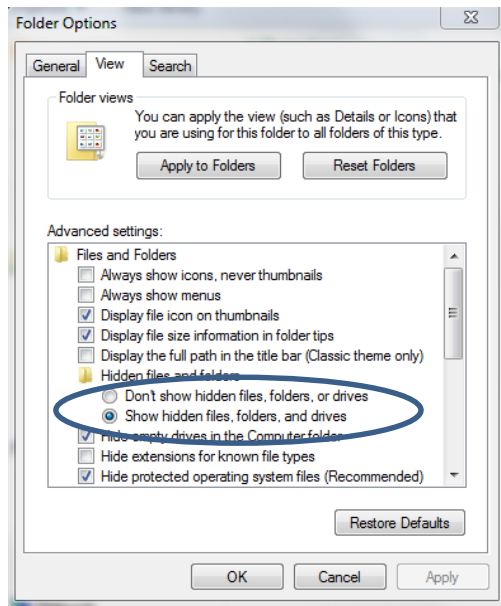 Folder Options
General View Search
Folder views
You can apply the view (such as Details or Icons) that
you are using for this folder to all folders of this type.
Apply to Folders Reset Folders
Advanced settings:
Files and Folders
Always show icons, never thumbnails
Always show menus
Display file icon on thumbnails
Display file size information in folder tips
Display the full path in the title bar (Classic theme only)
Hidden files and folders
Don't show hidden files, folders, or drives
Show hidden files, folders, and drives
Hide empty drives in the Computer folder
Hide extensions for known file types
Hide protected operating system files (Recommended)
Restore Defaults
OK Cancel Apply